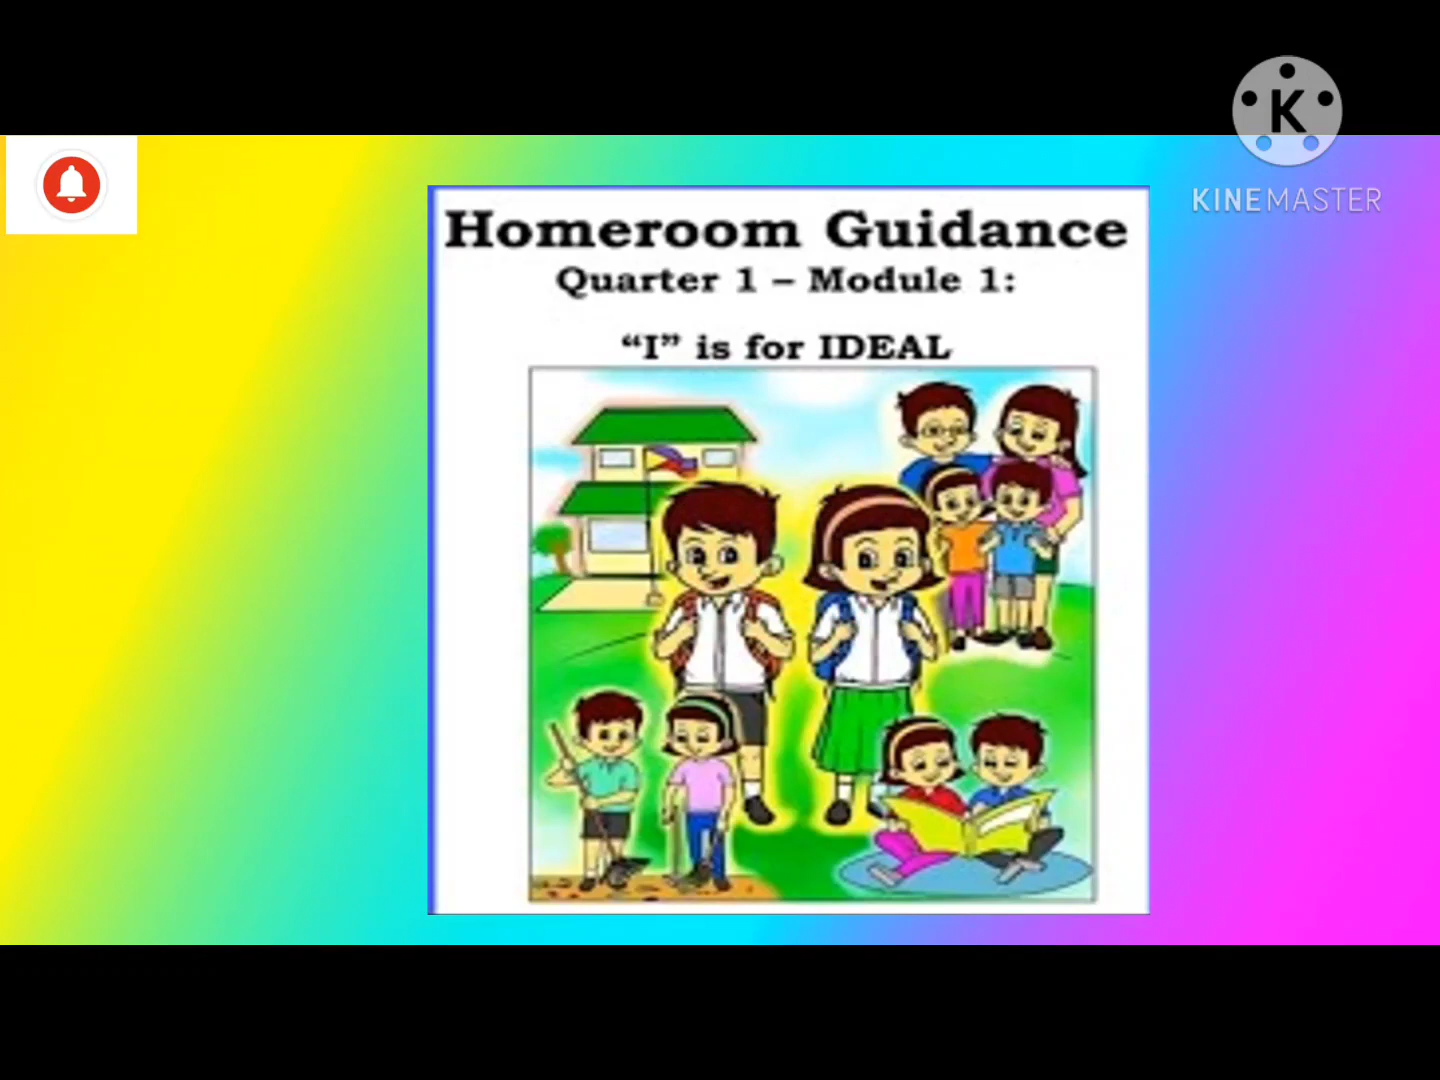 K
KINEMASTER
Homeroom Guidance
Quarter 1 – Module 1:
“I” is for IDEAL